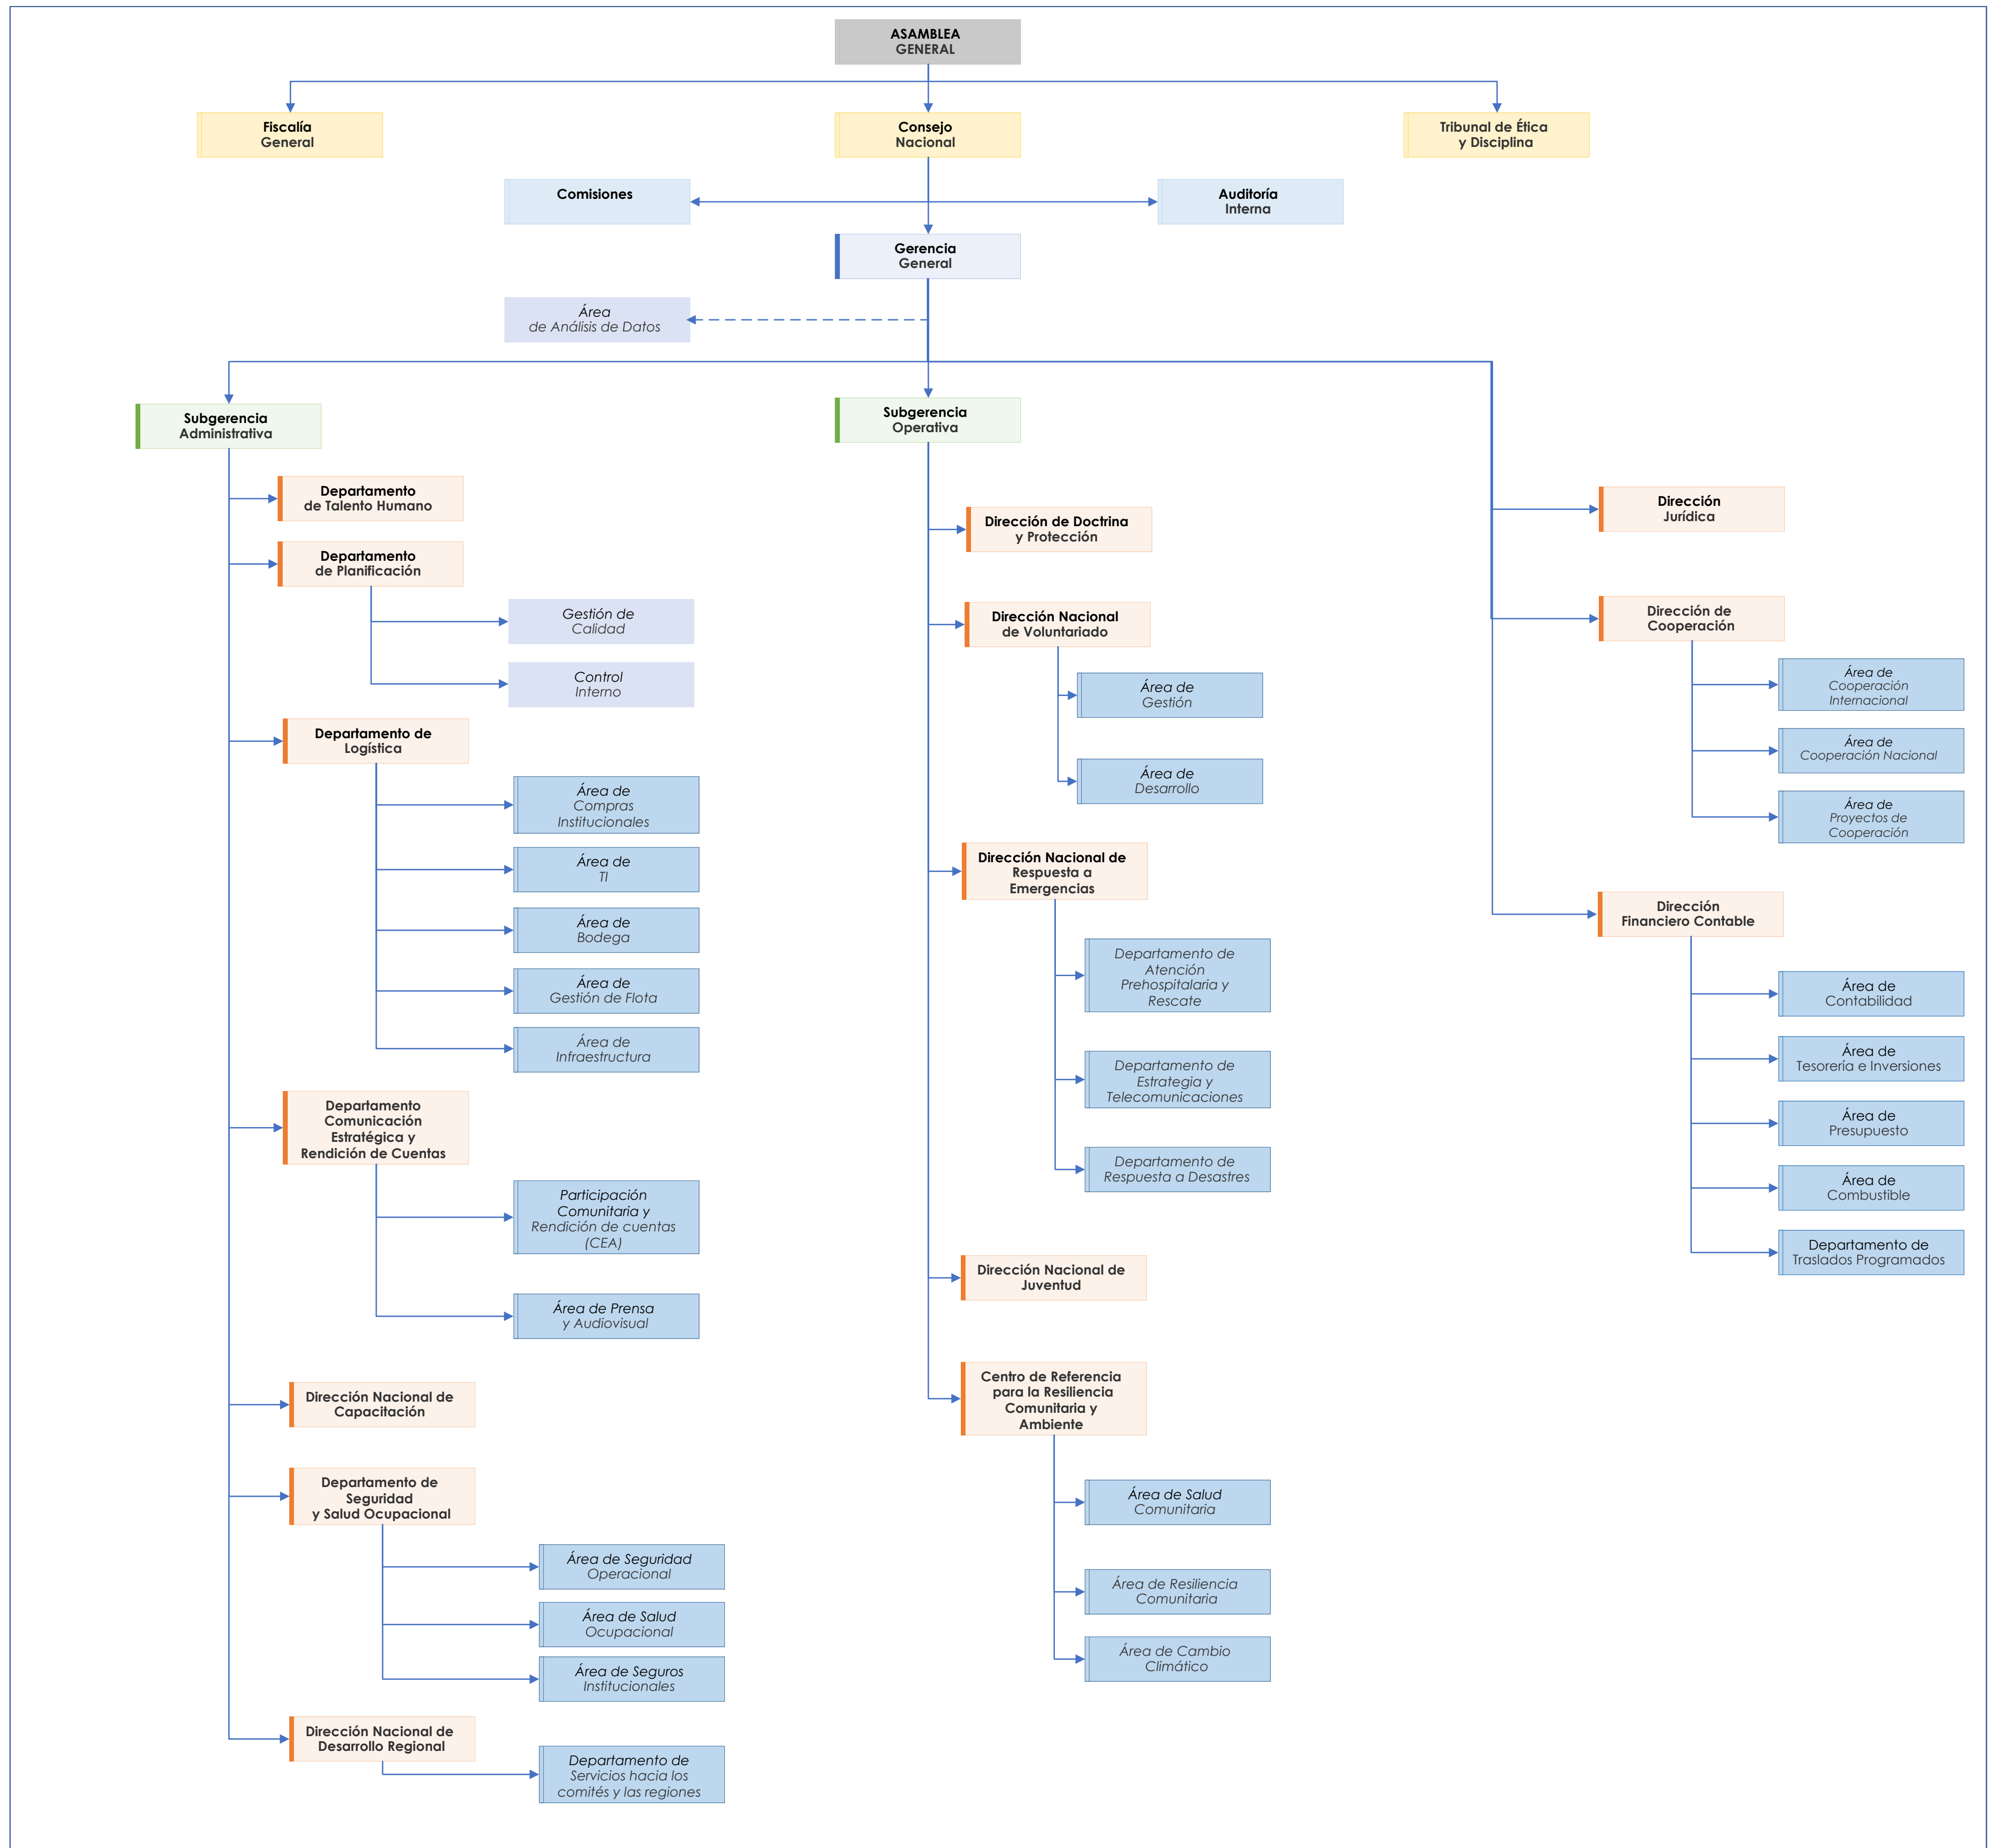 ASAMBLEA
GENERAL
Fiscalía
General
Consejo
Nacional
Tribunal de Ética
y Disciplina
Comisiones
Auditoría
Interna
Gerencia
General
Área
de Análisis de Datos
Subgerencia
Administrativa
Departamento
de Talento Humano
Departamento
de Planificación
Gestión de
Calidad
Control
Interno
Departamento de
Logística
Área de
Compras
Institucionales
Área de
TI
Área de
Bodega
Área de
Gestión de Flota
Área de
Infraestructura
Departamento
Comunicación
Estratégica y
Rendición de Cuentas
Participación
Comunitaria y
Rendición de cuentas
(CEA)
Área de Prensa
y Audiovisual
Dirección Nacional de
Capacitación
Departamento de
Seguridad
y Salud Ocupacional
Área de Seguridad
Operacional
Área de Salud
Ocupacional
Área de Seguros
Institucionales
Dirección Nacional de
Desarrollo Regional
Departamento de
Servicios hacia los
comités y las regiones
Subgerencia
Operativa
Dirección de Doctrina
y Protección
Dirección Nacional
de Voluntariado
Área de
Gestión
Área de
Desarrollo
Dirección Nacional de
Respuesta a
Emergencias
Departamento de
Atención
Prehospitalaria y
Rescate
Departamento de
Estrategia y
Telecomunicaciones
Departamento de
Respuesta a Desastres
Dirección Nacional de
Juventud
Centro de Referencia
para la Resiliencia
Comunitaria y
Ambiente
Área de Salud
Comunitaria
Área de Resiliencia
Comunitaria
Área de Cambio
Climático
Dirección
Jurídica
Dirección de
Cooperación
Área de
Cooperación
Internacional
Área de
Cooperación Nacional
Área de
Proyectos de
Cooperación
Dirección
Financiero Contable
Área de
Contabilidad
Área de
Tesorería e Inversiones
Área de
Presupuesto
Área de
Combustible
Departamento de
Traslados Programados